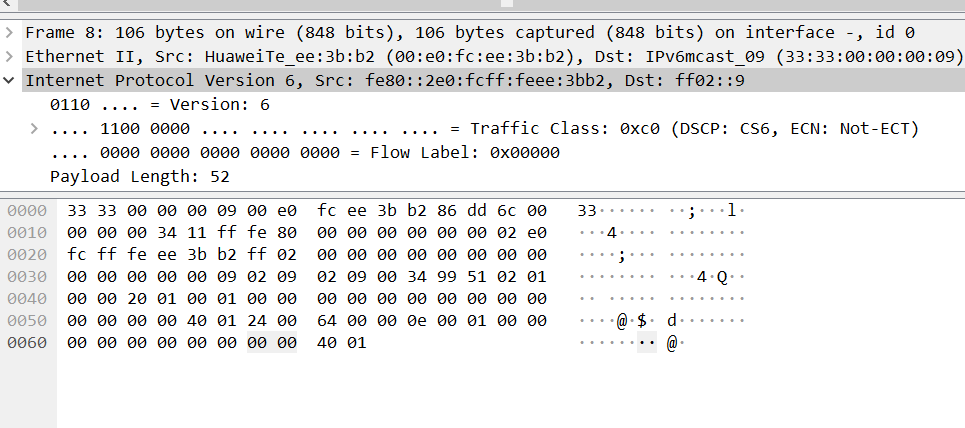 Frame 8: 106 bytes on wire (848 bits), 106 bytes captured (848 bits) on interface -, id 0
Ethernet II, Src: HuaweiTe_ee:3b:b2 (00:e0:fc:ee:3b:b2), Dst: IPv6mcast_09 (33:33:00:00:00:09)
Internet Protocol Version 6, Src: fe80::2e0:fcff:feee:3bb2, Dst: ff02::9
0110 .... = Version: 6
.... 1100 0000 .... .... .... .... .... = Traffic Class: 0xc0 (DSCP: CS6, ECN: Not-ECT)
.... 0000 0000 0000 0000 0000 = Flow Label: 0x00000
Payload Length: 52
0000 33 33 00 00 00 09 00 e0 fc ee 3b b2 86 dd 6c 00 33······ ··;···l·
0010 00 00 00 34 11 ff fe 80 00 00 00 00 00 00 02 e0 ···4···· ········
0020 fc ff fe ee 3b b2 ff 02 00 00 00 00 00 00 00 00 ····;··· ········
0030 00 00 00 00 00 09 02 09 02 09 00 34 99 51 02 01 ········ ···4·Q··
0040 00 00 20 01 00 01 00 00 00 00 00 00 00 00 00 00 ·· ····· ········
0050 00 00 00 00 40 01 24 00 64 00 00 0e 00 01 00 00 ····@·$· d·······
0060 00 00 00 00 00 00 00 00 40 01 ········ @·